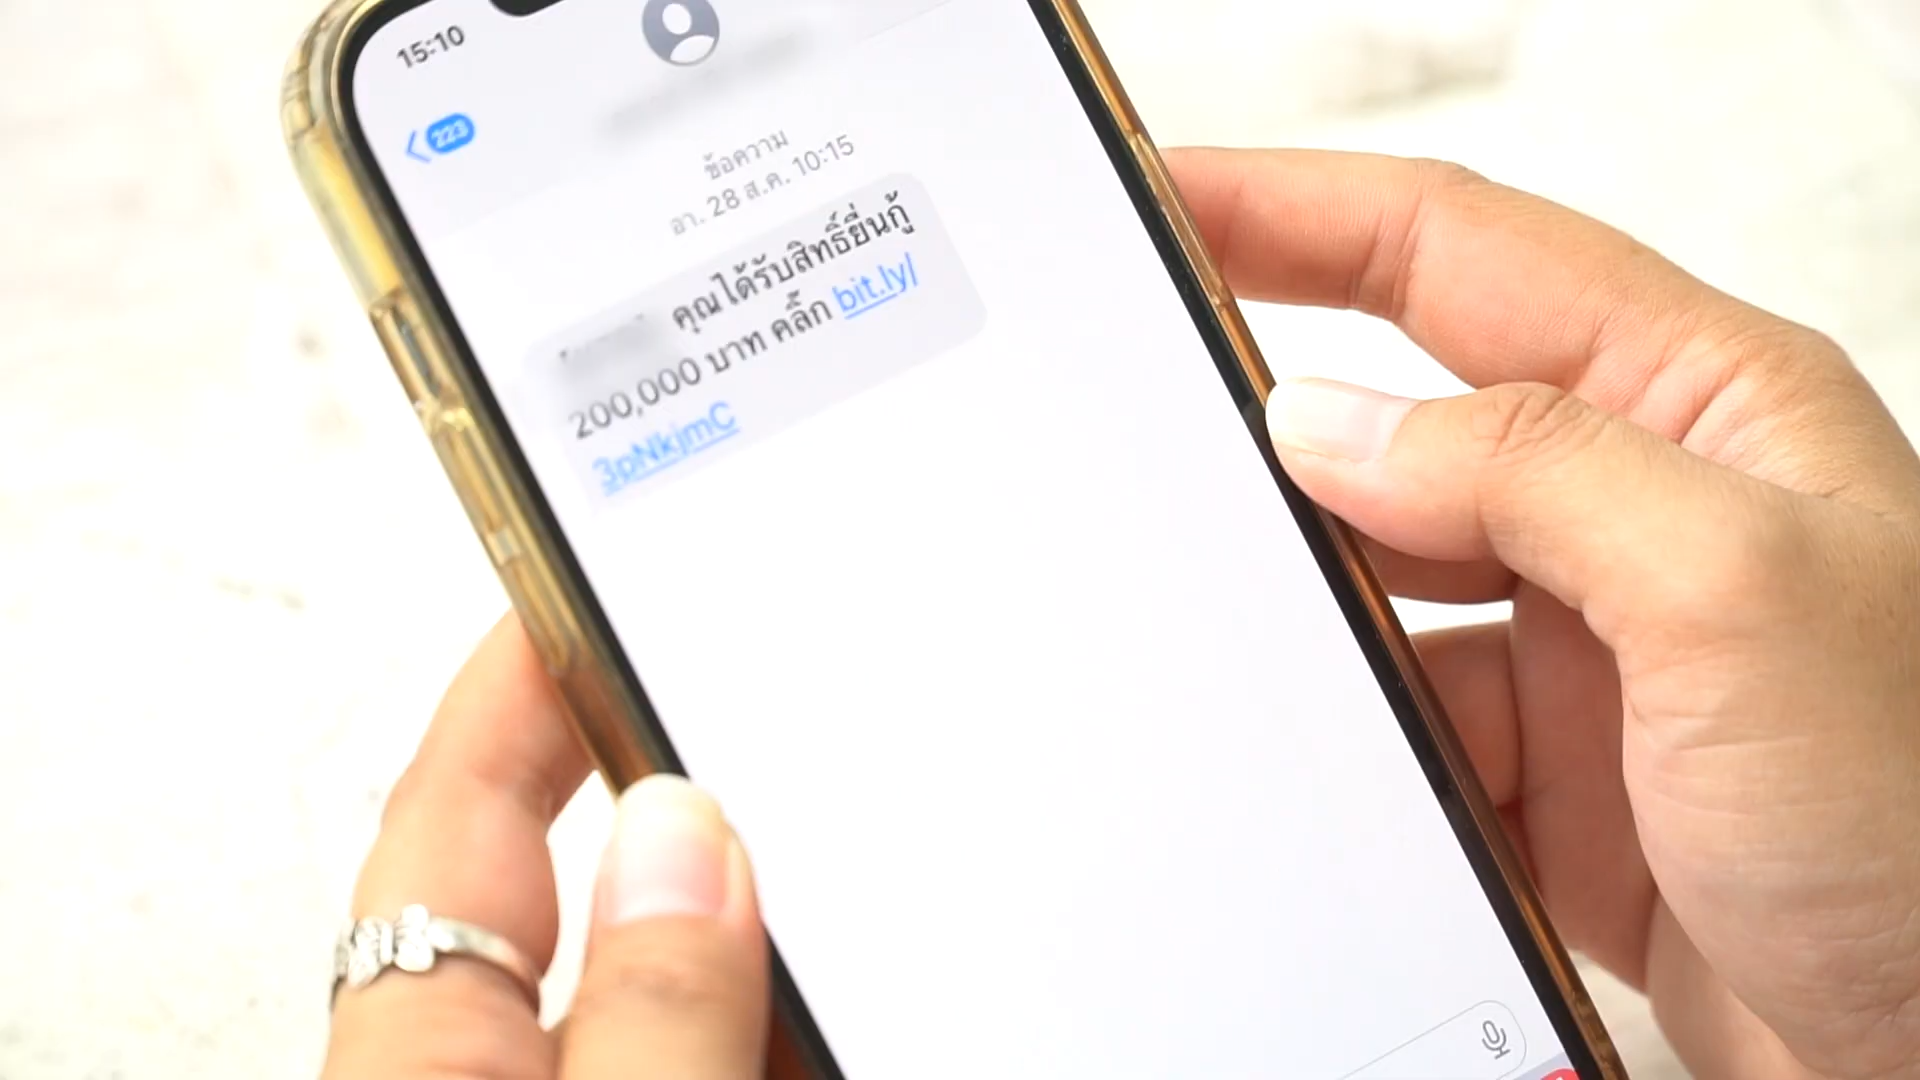 15:10
223
ข้อความ
อา. 28 ส.ค. 10:15
คุณได้รับสิทธิ์ยื่นกู้
200,000 บาท คลิ๊ก bit.ly/
3pNkjmC